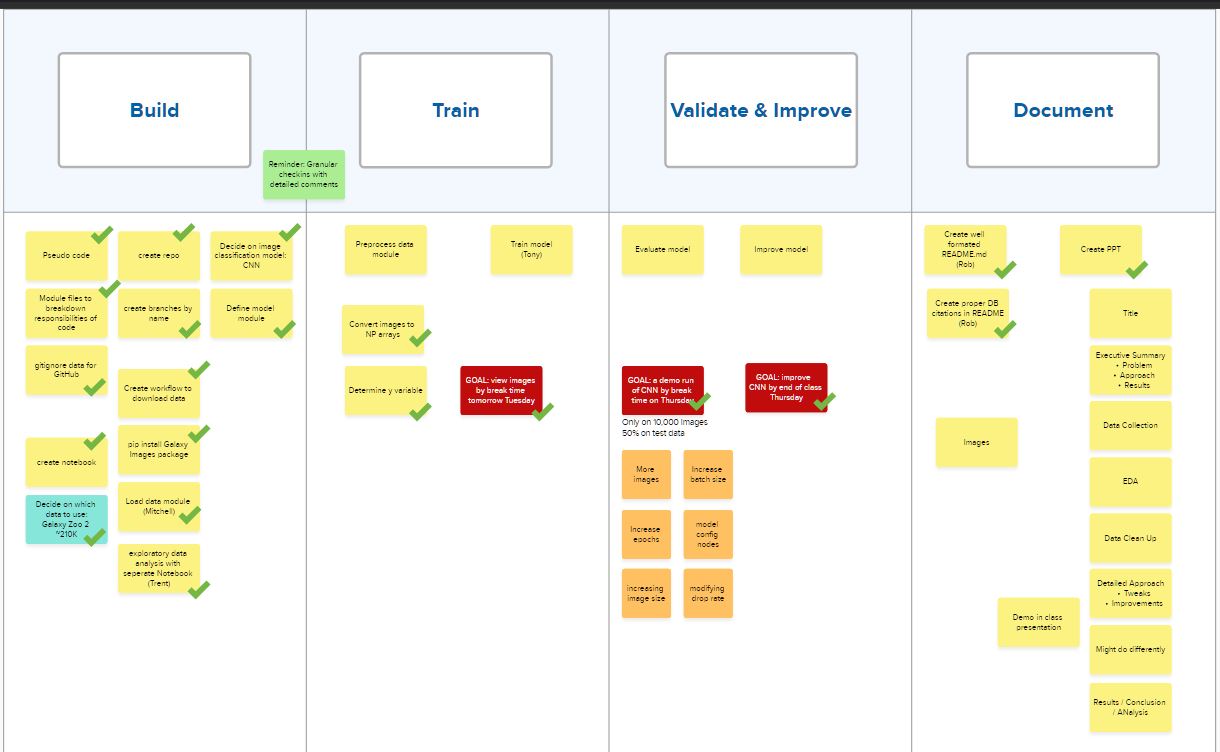 Build
Train
Validate & Improve
Document
Reminder: Granular
checkins with
detailed comments
Pseudo code
create repo
Decide on image
classification model:
CNN
Module files to
breakdown
responsibilities of
code
create branches by
name
Define model
module
gitignore data for
GitHub
Create workflow to
download data
create notebook
pip install Galaxy
Images package
Decide on which
data to use:
Galaxy Zoo 2
~210K
Load data module
(Mitchell)
exploratory data
analysis with
seperate Notebook
(Trent)
Preprocess data
module
Train model
(Tony)
Convert images to
NP arrays
Determine y variable
GOAL: view images
by break time
tomorrow Tuesday
Evaluate model
Improve model
GOAL: a demo run
of CNN by break
time on Thursday
GOAL: improve
CNN by end of class
Thursday
Only on 10,000 Images
50% on test data
More
images
Increase
batch size
Increase
epochs
model
config
nodes
increasing
image size
modifying
drop rate
Create well
formated
README.md
(Rob)
Create PPT
Create proper DB
citations in README
(Rob)
Title
Executive Summary
• Problem
• Approach
• Results
Data Collection
Images
EDA
Data Clean Up
Detailed Approach
• Tweaks
• Improvements
Demo in class
presentation
Might do differently
Results / Conclusion
/ ANalysis